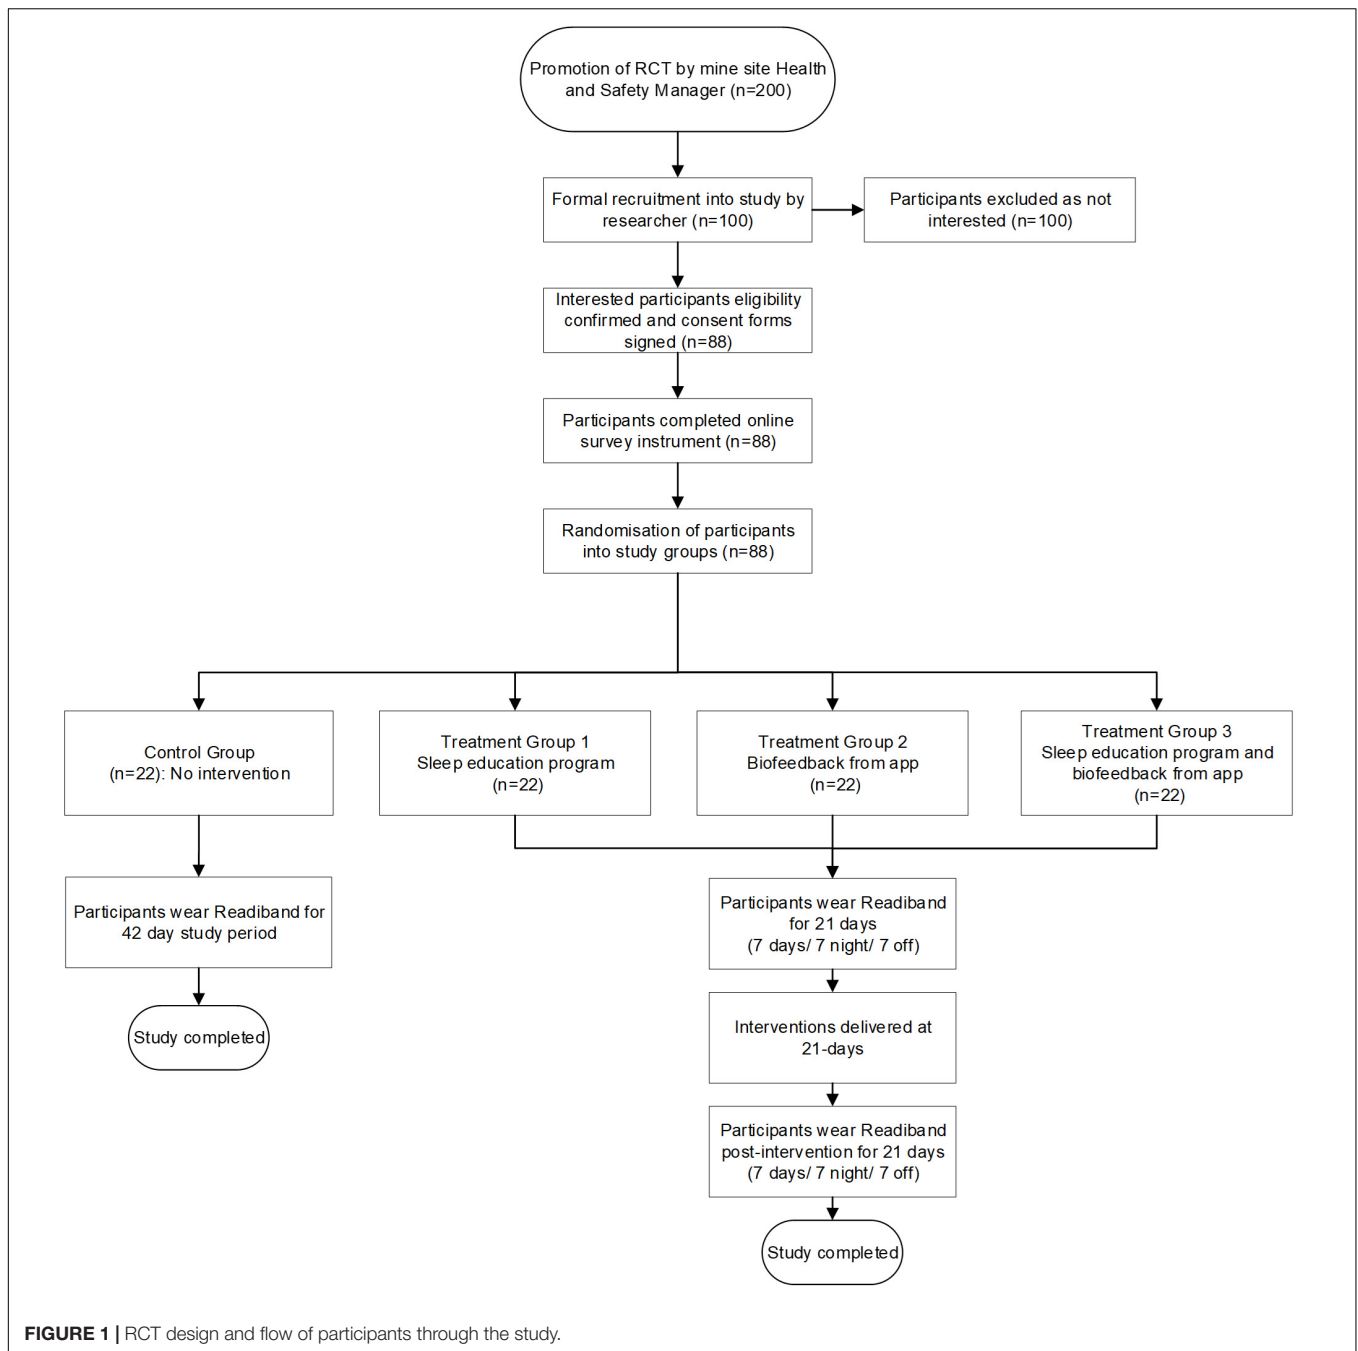 Promotion of RCT by mine site Health
and Safety Manager (n=200)
Formal recruitment into study by
researcher (n=100)
Participants excluded as not
interested (n=100)
Interested participants eligibility
confirmed and consent forms
signed (n=88)
Participants completed online
survey instrument (n=88)
Randomisation of participants
into study groups (n=88)
Control Group
(n=22): No intervention
Treatment Group 1
Sleep education program
(n=22)
Treatment Group 2
Biofeedback from app
(n=22)
Treatment Group 3
Sleep education program and
biofeedback from app
(n=22)
Participants wear Readiband for
42 day study period
Study completed
Participants wear Readiband
for 21 days
(7 days/ 7 night/ 7 off)
Interventions delivered at
21-days
Participants wear Readiband
post-intervention for 21 days
(7 days/ 7 night/ 7 off)
Study completed
FIGURE 1 | RCT design and flow of participants through the study.